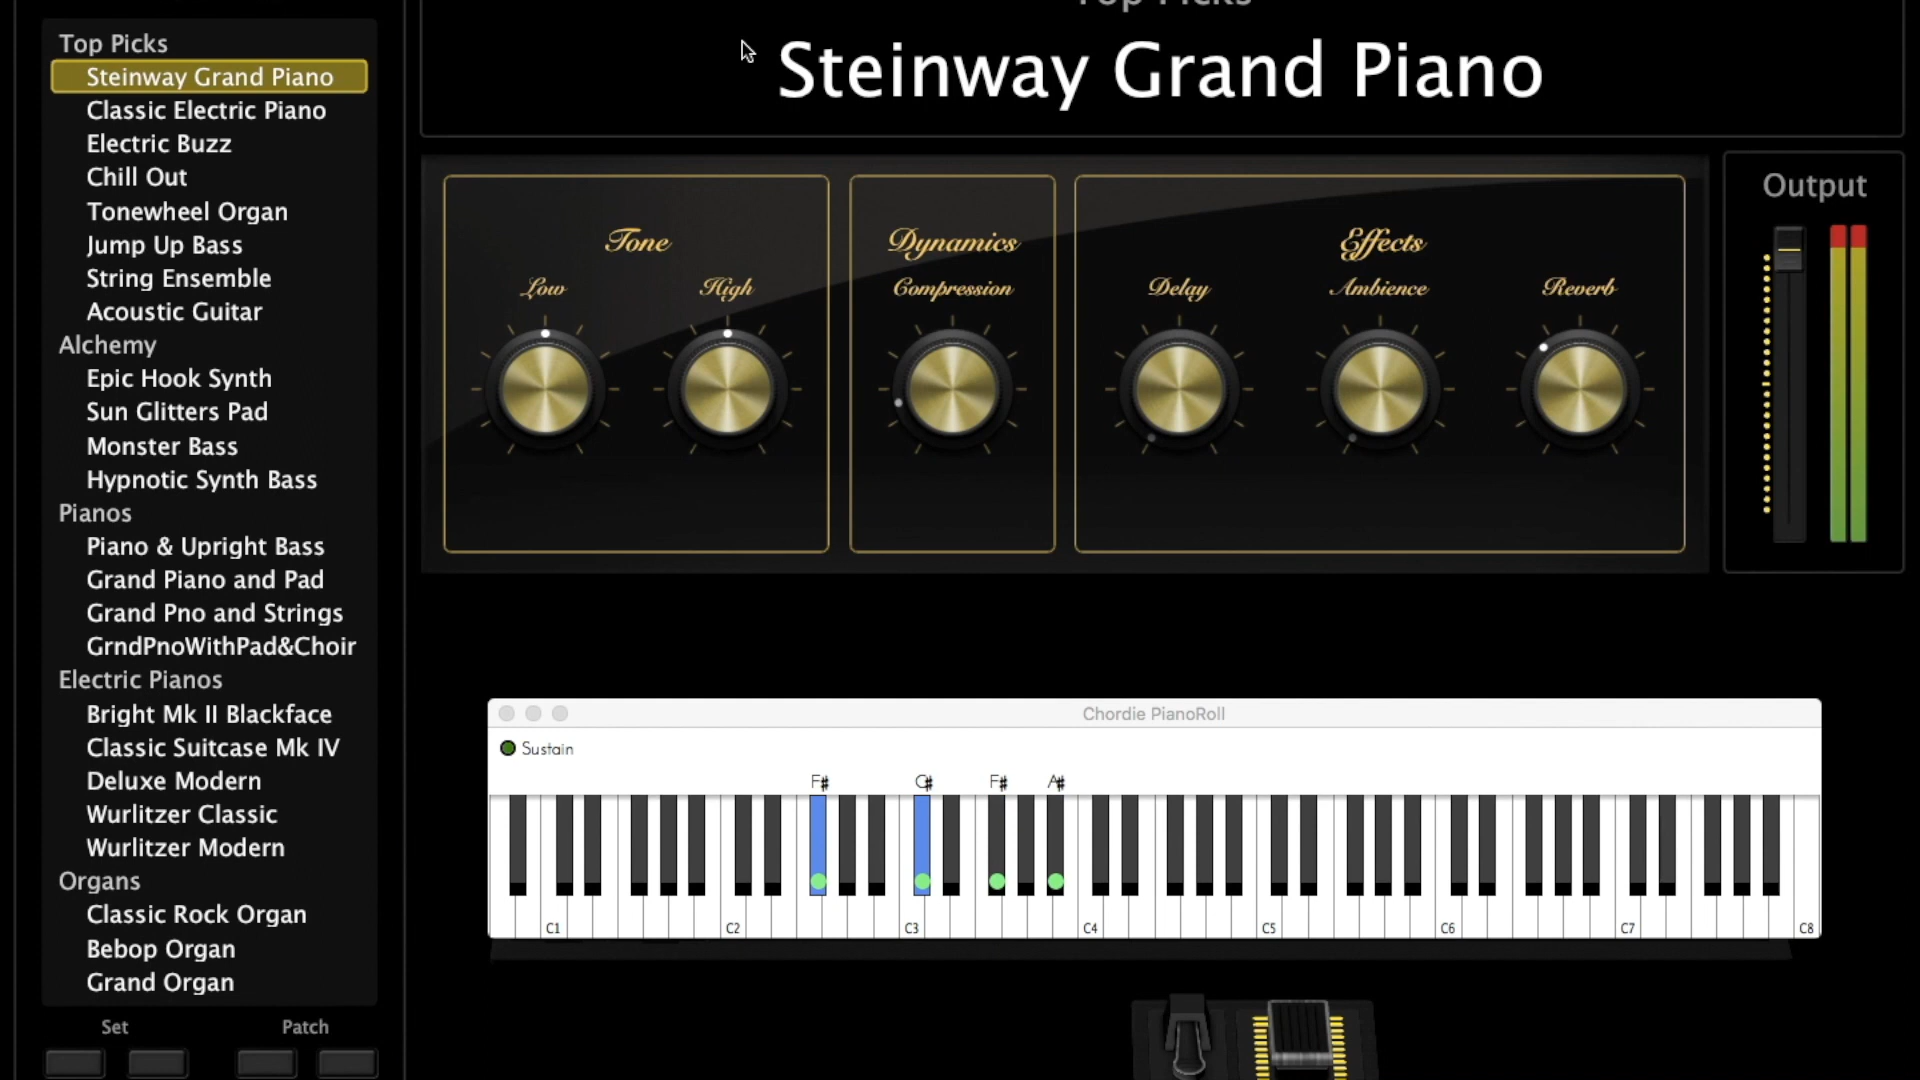 Top Picks
Steinway Grand Piano
Classic Electric Piano
Electric Buzz
Chill Out
Tonewheel Organ
Jump Up Bass
String Ensemble
Acoustic Guitar
Alchemy
Epic Hook Synth
Sun Glitters Pad
Monster Bass
Hypnotic Synth Bass
Pianos
Piano & Upright Bass
Grand Piano and Pad
Grand Pno and Strings
GrndPnoWithPad&Choir
Electric Pianos
Bright Mk II Blackface
Classic Suitcase Mk IV
Deluxe Modern
Wurlitzer Classic
Wurlitzer Modern
Organs
Classic Rock Organ
Bebop Organ
Grand Organ
Set Patch
Top Picks
Steinway Grand Piano
Tone
Low High
Dynamics
Compression
Effects
Delay Ambience Reverb
Output
Chordie PianoRoll
Sustain
F# C# F# A#
C1 C2 C3 C4 C5 C6 C7 C8